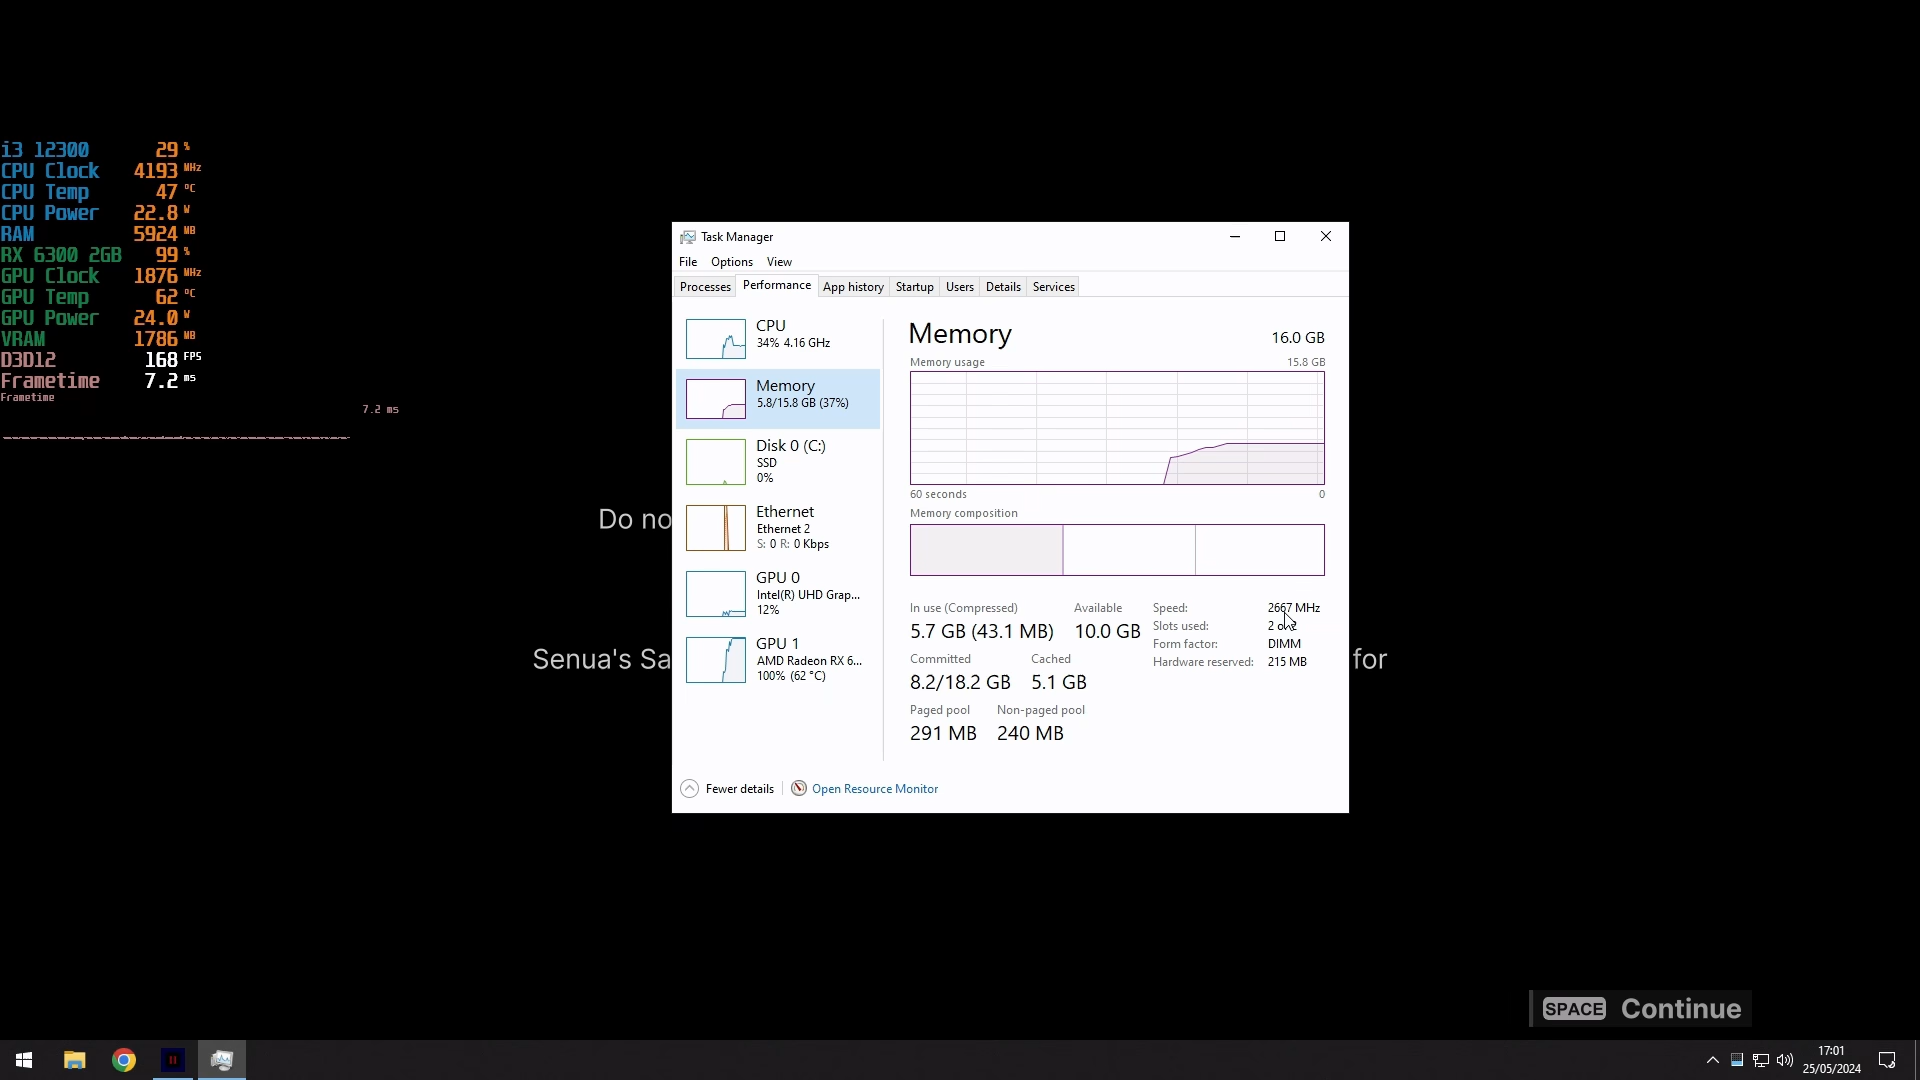 i3 12300 29 %
CPU Clock 4193 MHz
CPU Temp 47 °C
CPU Power 22.8 W
RAM 5924 MB
RX 6300 2GB 99 %
GPU Clock 1876 MHz
GPU Temp 62 °C
GPU Power 24.0 W
VRAM 1786 MB
D3D12 168 FPS
Frametime 7.2 ms
Frametime
7.2 ms
Do no
Senua's Sa
for
Task Manager
File Options View
Processes Performance App history Startup Users Details Services
CPU
34% 4.16 GHz
Memory
5.8/15.8 GB (37%)
Disk 0 (C:)
SSD
0%
Ethernet
Ethernet 2
S: 0 R: 0 Kbps
GPU 0
Intel(R) UHD Grap...
12%
GPU 1
AMD Radeon RX 6...
100% (62 °C)
Memory 16.0 GB
Memory usage 15.8 GB
60 seconds 0
Memory composition
In use (Compressed) Available
5.7 GB (43.1 MB) 10.0 GB
Committed Cached
8.2/18.2 GB 5.1 GB
Paged pool Non-paged pool
291 MB 240 MB
Speed: 2667 MHz
Slots used: 2 of 2
Form factor: DIMM
Hardware reserved: 215 MB
Fewer details Open Resource Monitor
SPACE Continue
17:01
25/05/2024